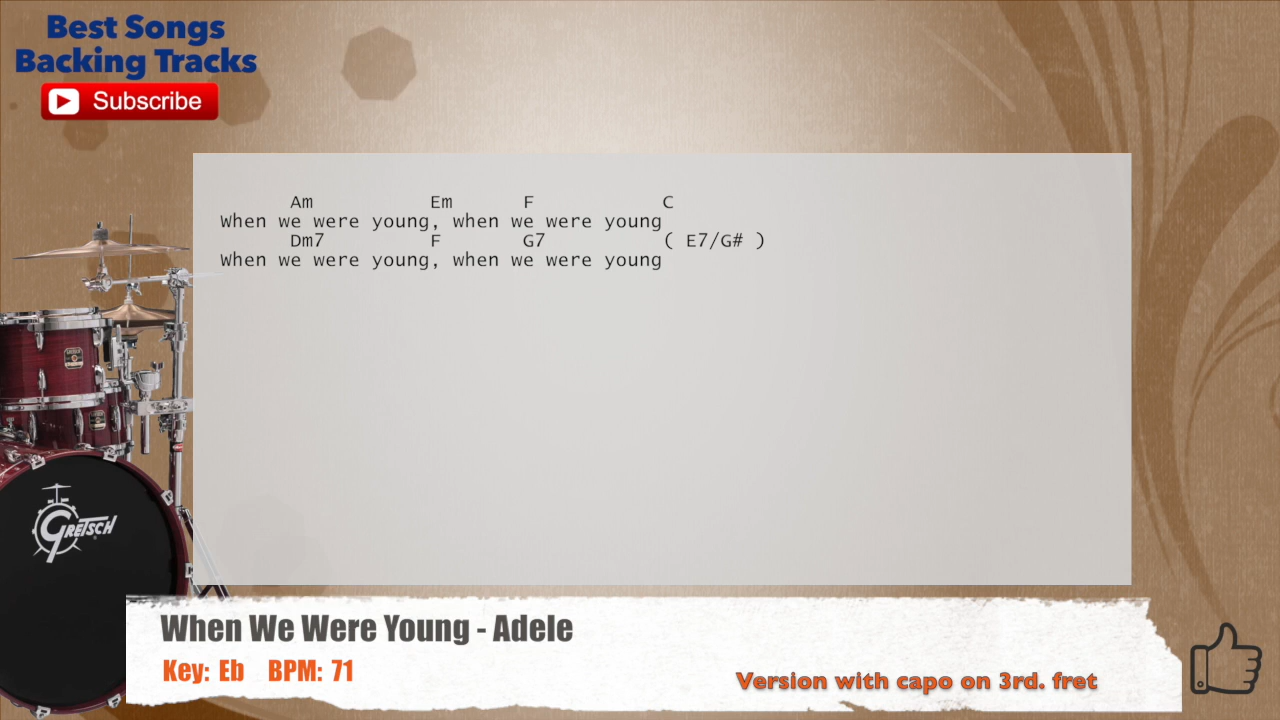 Best Songs
Backing Tracks
Subscribe
Am Em F C
When we were young, when we were young
Dm7 F G7 ( E7/G# )
When we were young, when we were young
GRETSCH
When We Were Young - Adele
Key: Eb BPM: 71
Version with capo on 3rd. fret